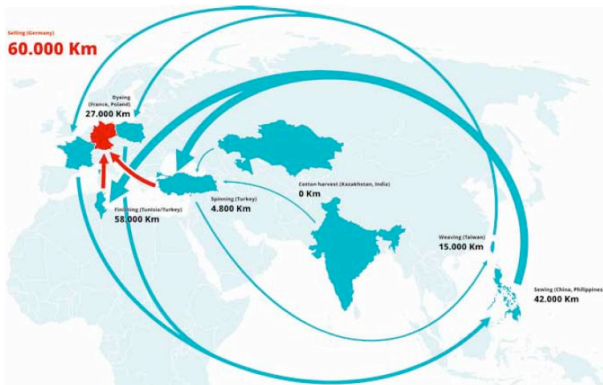 Selling (Germany)
60.000 Km
Dyeing
(France, Poland)
27.000 Km
Cotton harvest (Kazakhstan, India)
0 Km
Spinning (Turkey)
4.800 Km
Finishing (Tunisia/Turkey)
58.000 Km
Weaving (Taiwan)
15.000 Km
Sewing (China, Philippines
42.000 Km